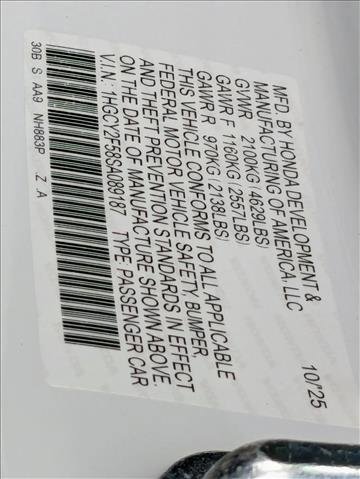 MFD. BY HONDA DEVELOPMENT &
MANUFACTURING OF AMERICA, LLC
10/25
GVWR 2100KG(4629LBS)
GAWR F 1160KG(2557LBS)
GAWR R 970KG(2138LBS)
THIS VEHICLE CONFORMS TO ALL APPLICABLE
FEDERAL MOTOR VEHICLE SAFETY, BUMPER
AND THEFT PREVENTION STANDARDS IN EFFECT
ON THE DATE OF MANUFACTURE SHOWN ABOVE.
V.I.N.: 1HGCY2F58SA089187 TYPE PASSENGER CAR
30B S AA9 NH883P Z A